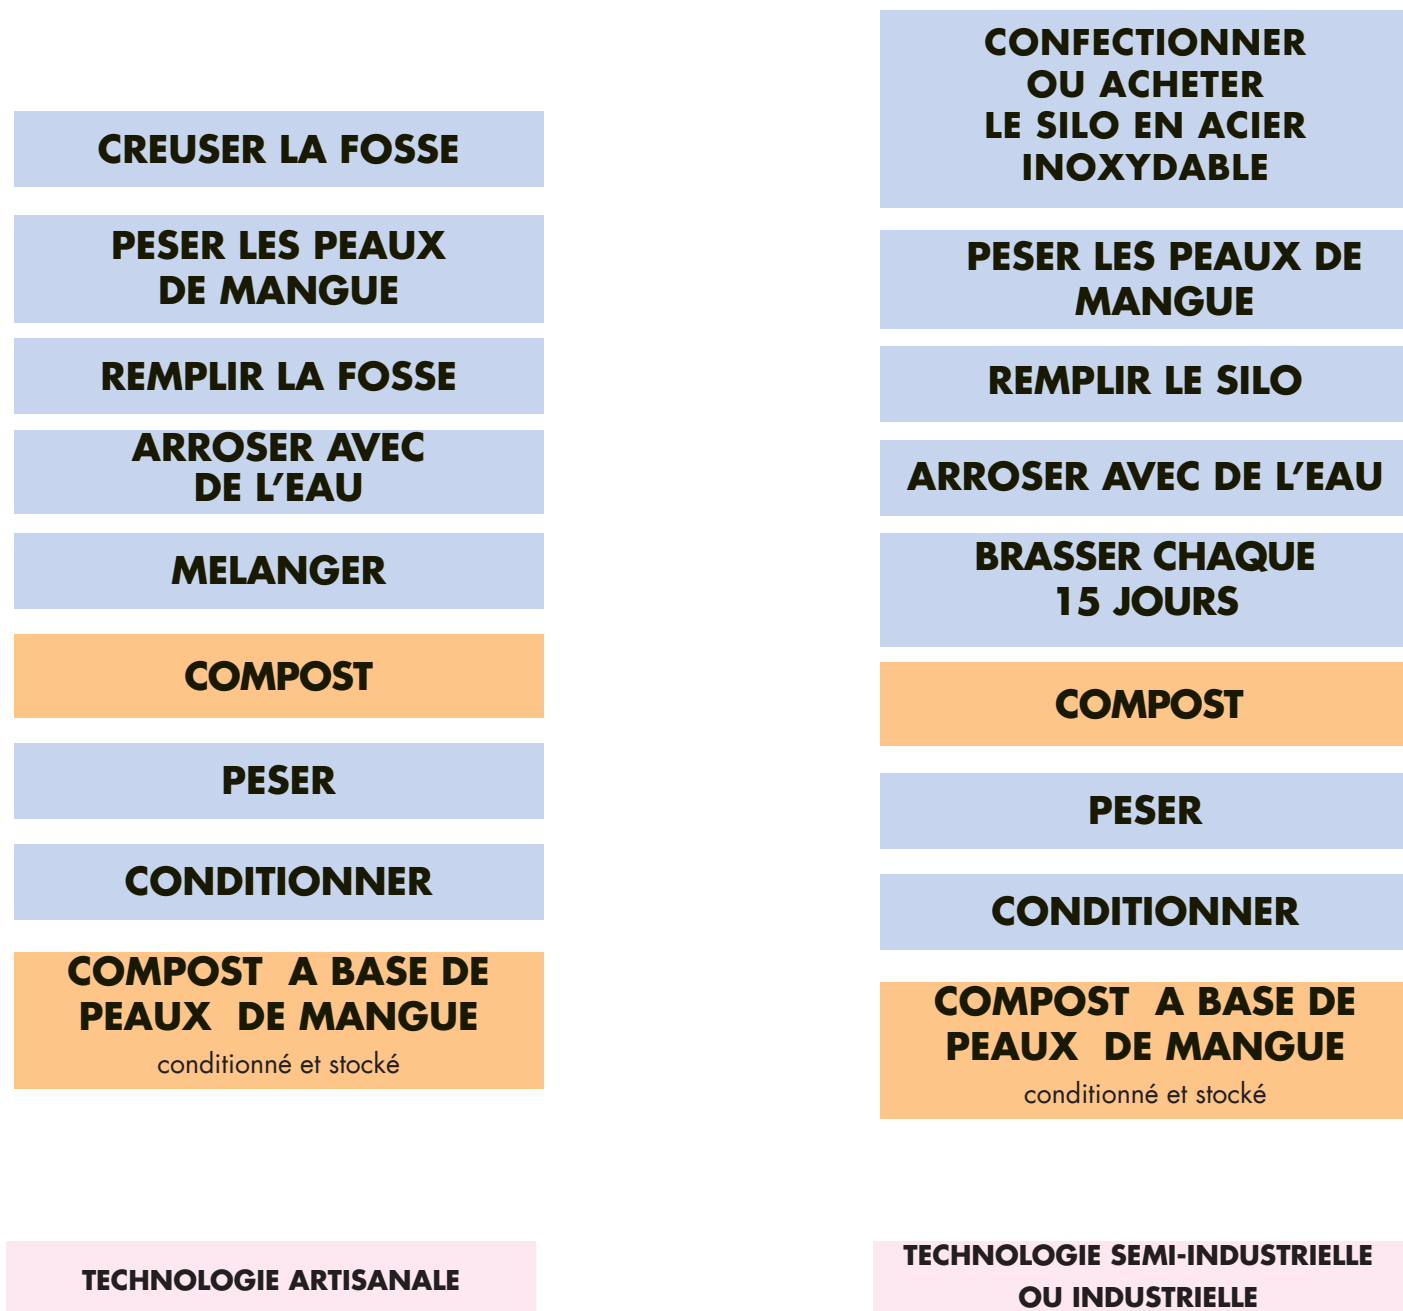 CREUSER LA FOSSE
PESER LES PEAUX
DE MANGUE
REMPLIR LA FOSSE
ARROSER AVEC
DE L’EAU
MELANGER
COMPOST
PESER
CONDITIONNER
COMPOST A BASE DE
PEAUX DE MANGUE
conditionné et stocké
TECHNOLOGIE ARTISANALE
CONFECTIONNER
OU ACHETER
LE SILO EN ACIER
INOXYDABLE
PESER LES PEAUX DE
MANGUE
REMPLIR LE SILO
ARROSER AVEC DE L’EAU
BRASSER CHAQUE
15 JOURS
COMPOST
PESER
CONDITIONNER
COMPOST A BASE DE
PEAUX DE MANGUE
conditionné et stocké
TECHNOLOGIE SEMI-INDUSTRIELLE
OU INDUSTRIELLE